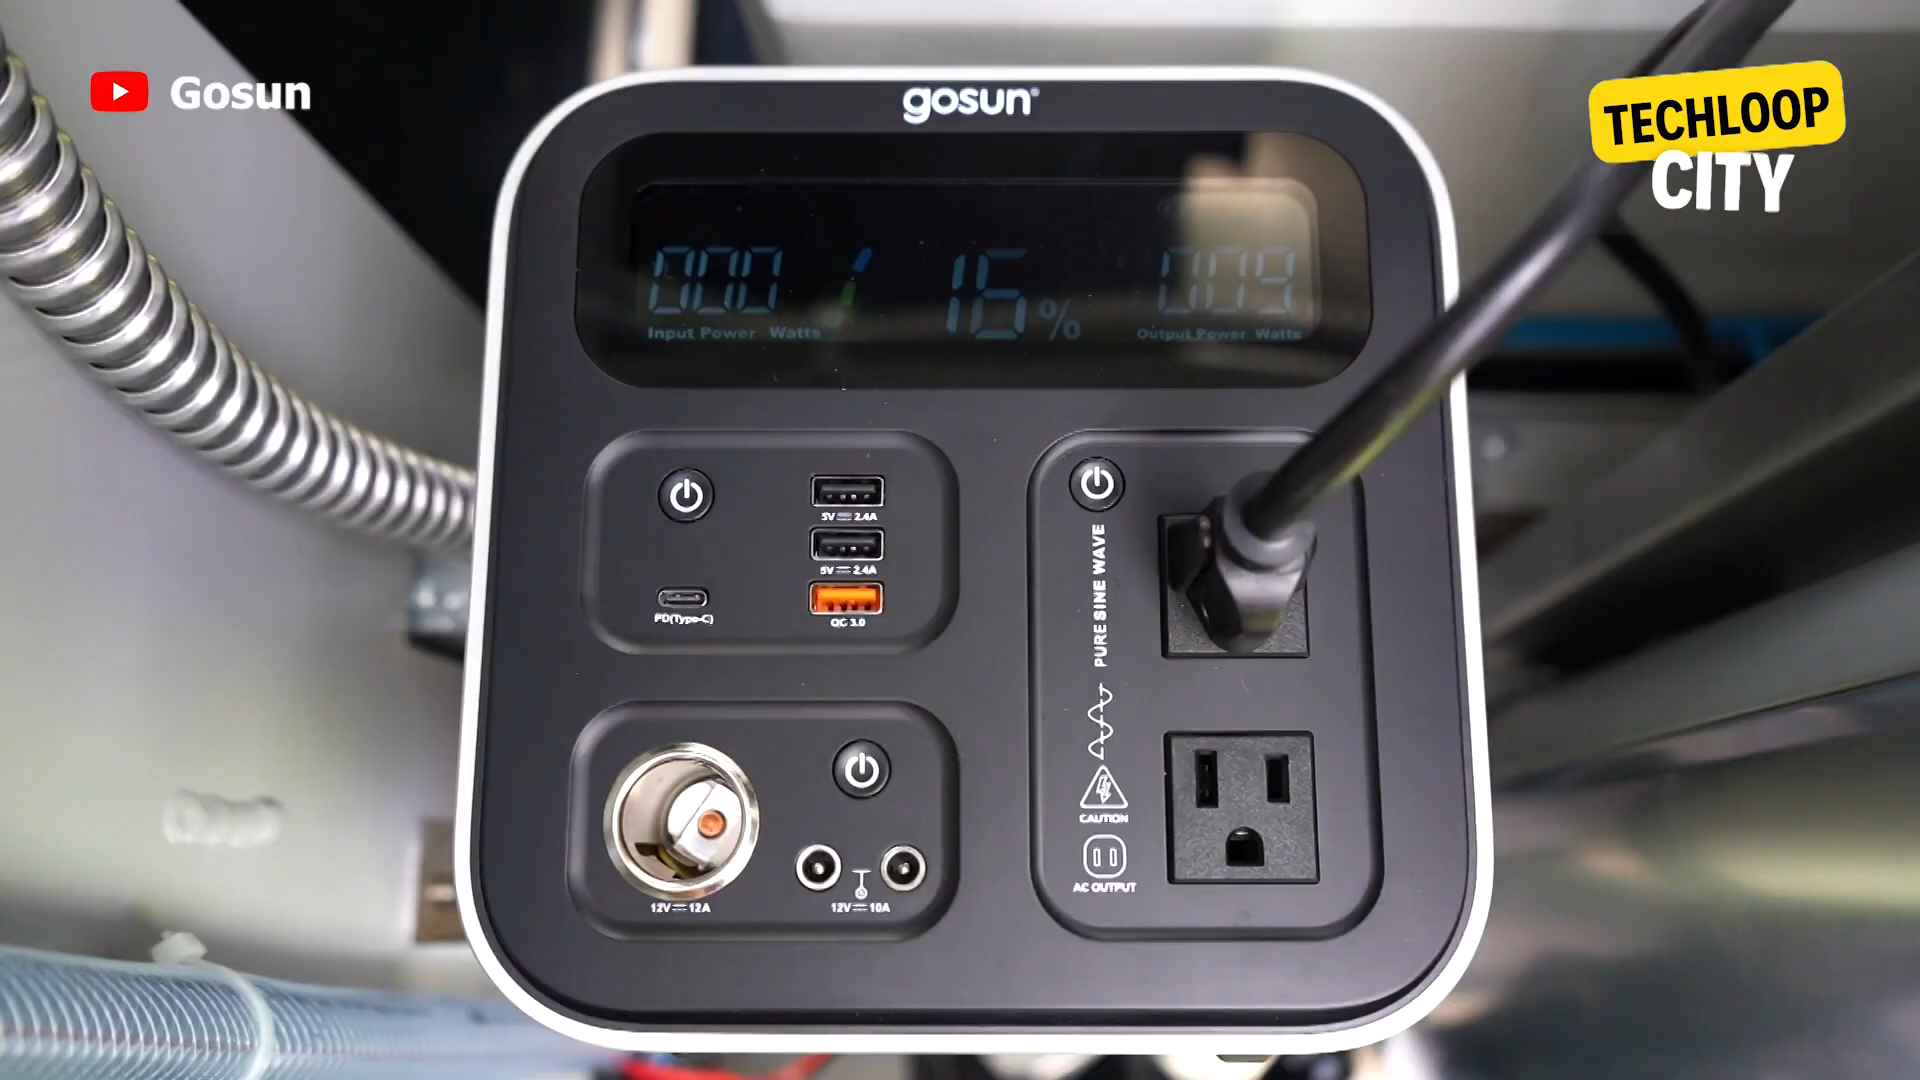 Gosun
TECHLOOP
CITY
gosun
000
Input Power Watts
16%
009
Output Power Watts
5V 2.4A
5V 2.4A
PD(Type-C)
QC 3.0
PURE SINE WAVE
CAUTION
AC OUTPUT
12V 12A
12V 10A